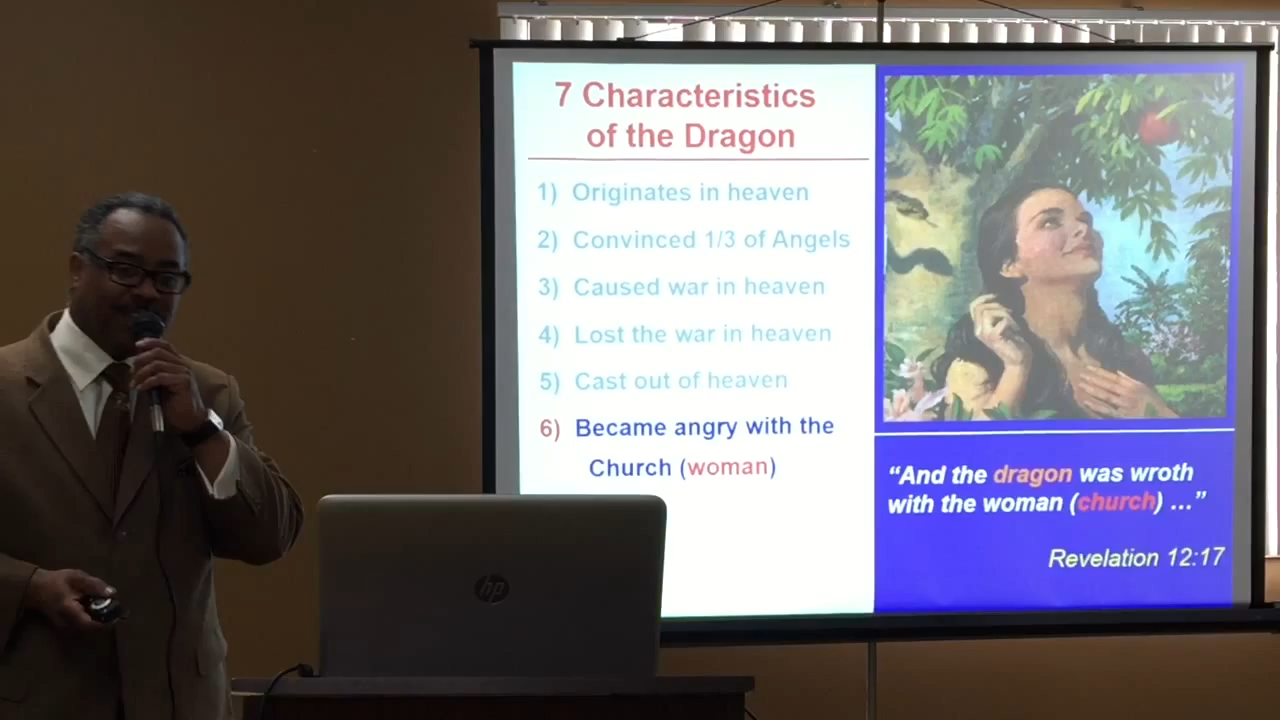 7 Characteristics
of the Dragon
1) Originates in heaven
2) Convinced 1/3 of Angels
3) Caused war in heaven
4) Lost the war in heaven
5) Cast out of heaven
6) Became angry with the
Church (woman)
“And the dragon was wroth
with the woman (church) ...”
Revelation 12:17
hp